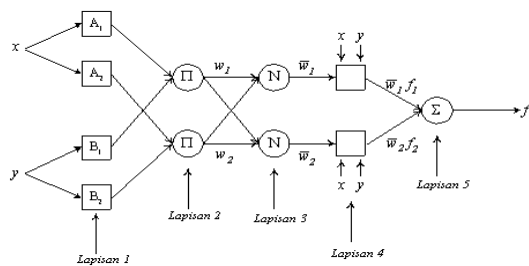 x
y
A₁
A₂
B₁
B₂
Π
Π
w₁
w₂
N
N
w̅₁
w̅₂
x y
x y
w̅₁ f₁
w̅₂ f₂
Σ
f
Lapisan 1
Lapisan 2
Lapisan 3
Lapisan 4
Lapisan 5